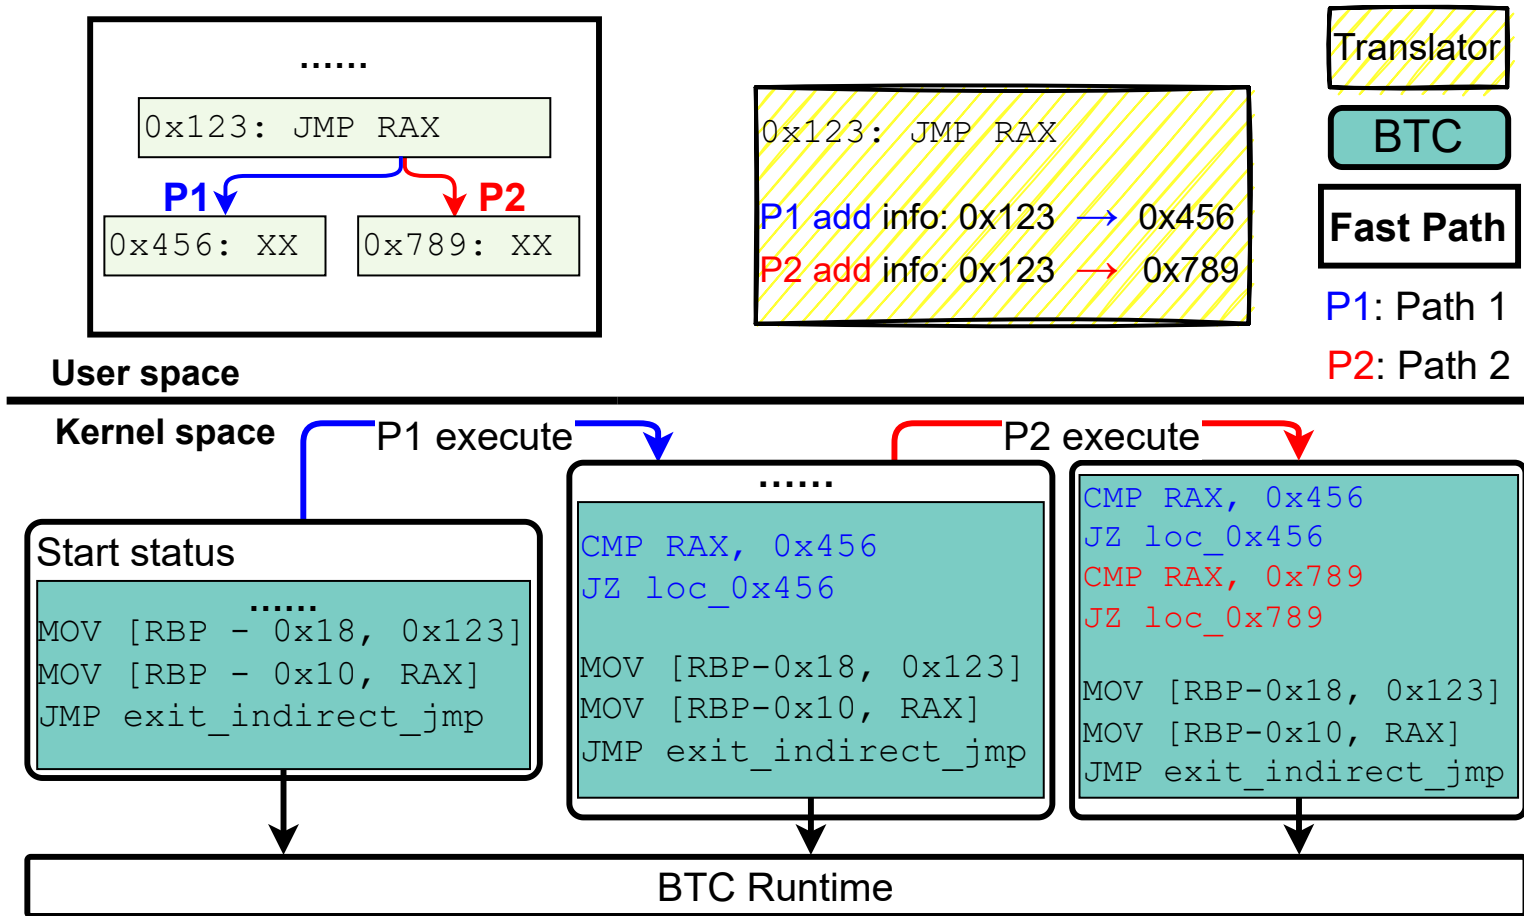 ......
0x123: JMP RAX
P1
P2
0x456: XX
0x789: XX
0x123: JMP RAX
P1 add info: 0x123 → 0x456
P2 add info: 0x123 → 0x789
Translator
BTC
Fast Path
P1: Path 1
P2: Path 2
User space
Kernel space
P1 execute
P2 execute
Start status
......
MOV [RBP - 0x18, 0x123]
MOV [RBP - 0x10, RAX]
JMP exit_indirect_jmp
......
CMP RAX, 0x456
JZ loc_0x456
MOV [RBP-0x18, 0x123]
MOV [RBP-0x10, RAX]
JMP exit_indirect_jmp
CMP RAX, 0x456
JZ loc_0x456
CMP RAX, 0x789
JZ loc_0x789
MOV [RBP-0x18, 0x123]
MOV [RBP-0x10, RAX]
JMP exit_indirect_jmp
BTC Runtime